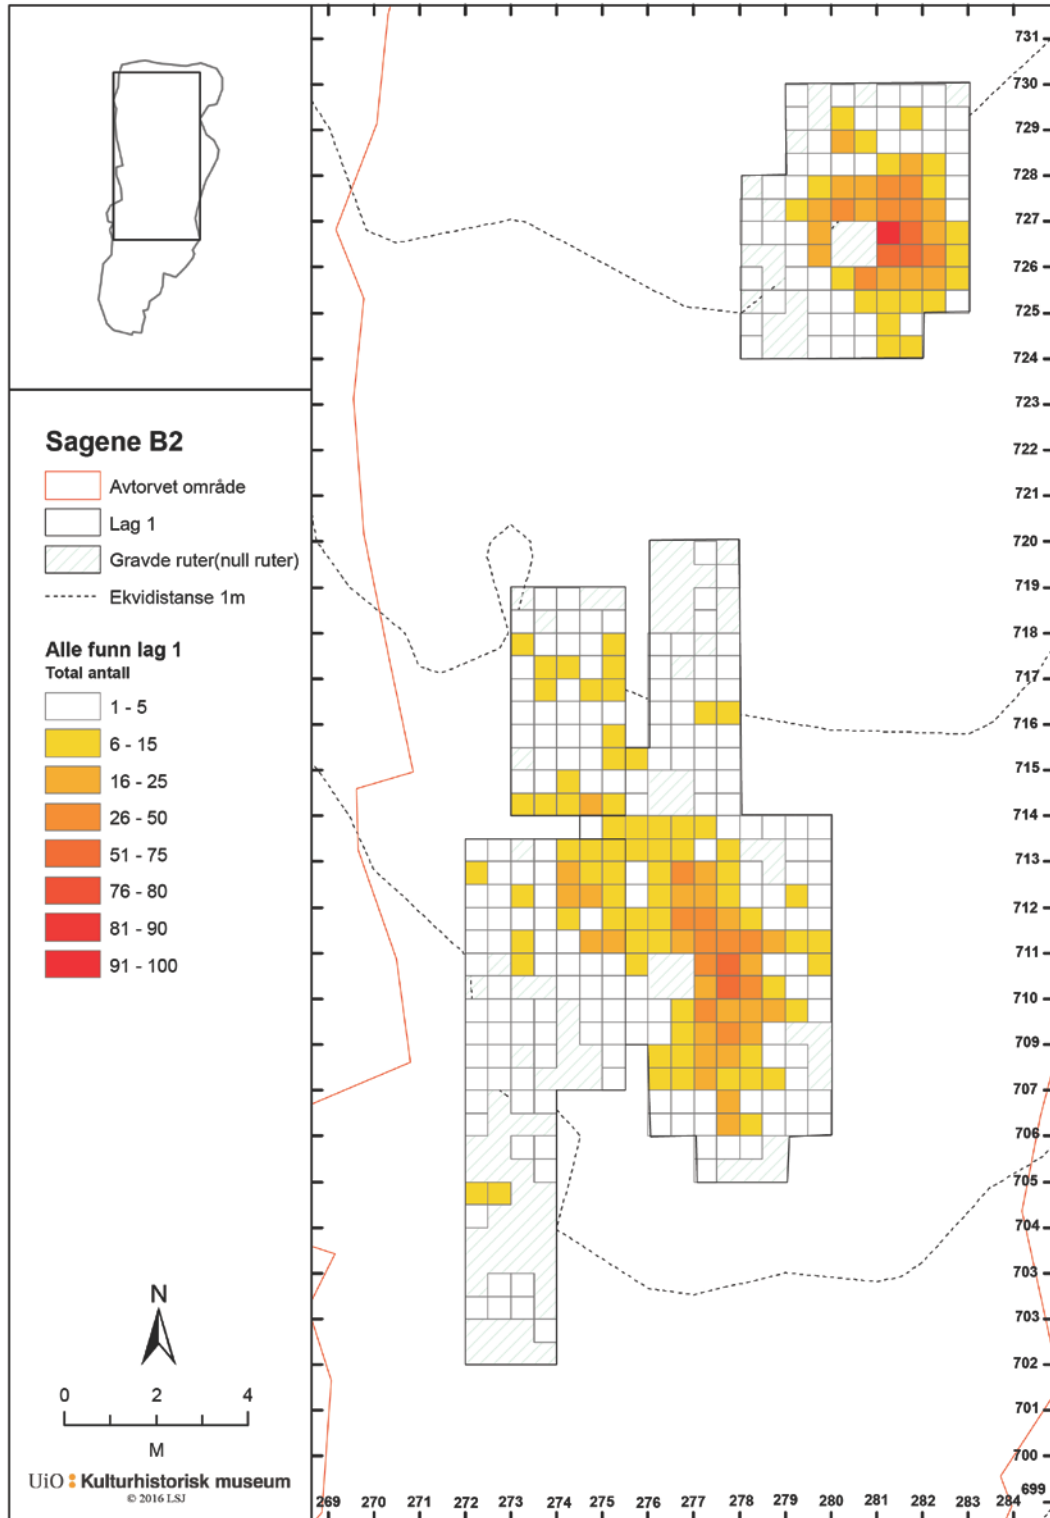 Sagene B2
Avtorvet område
Lag 1
Gravde ruter(null ruter)
Ekvidistanse 1m
Alle funn lag 1
Total antall
1 - 5
6 - 15
16 - 25
26 - 50
51 - 75
76 - 80
81 - 90
91 - 100
N
0 2 4
M
UiO Kulturhistorisk museum
© 2016 LSJ
731
730
729
728
727
726
725
724
723
722
721
720
719
718
717
716
715
714
713
712
711
710
709
707
706
705
704
703
702
701
700
699
269 270 271 272 273 274 275 276 277 278 279 280 281 282 283 284